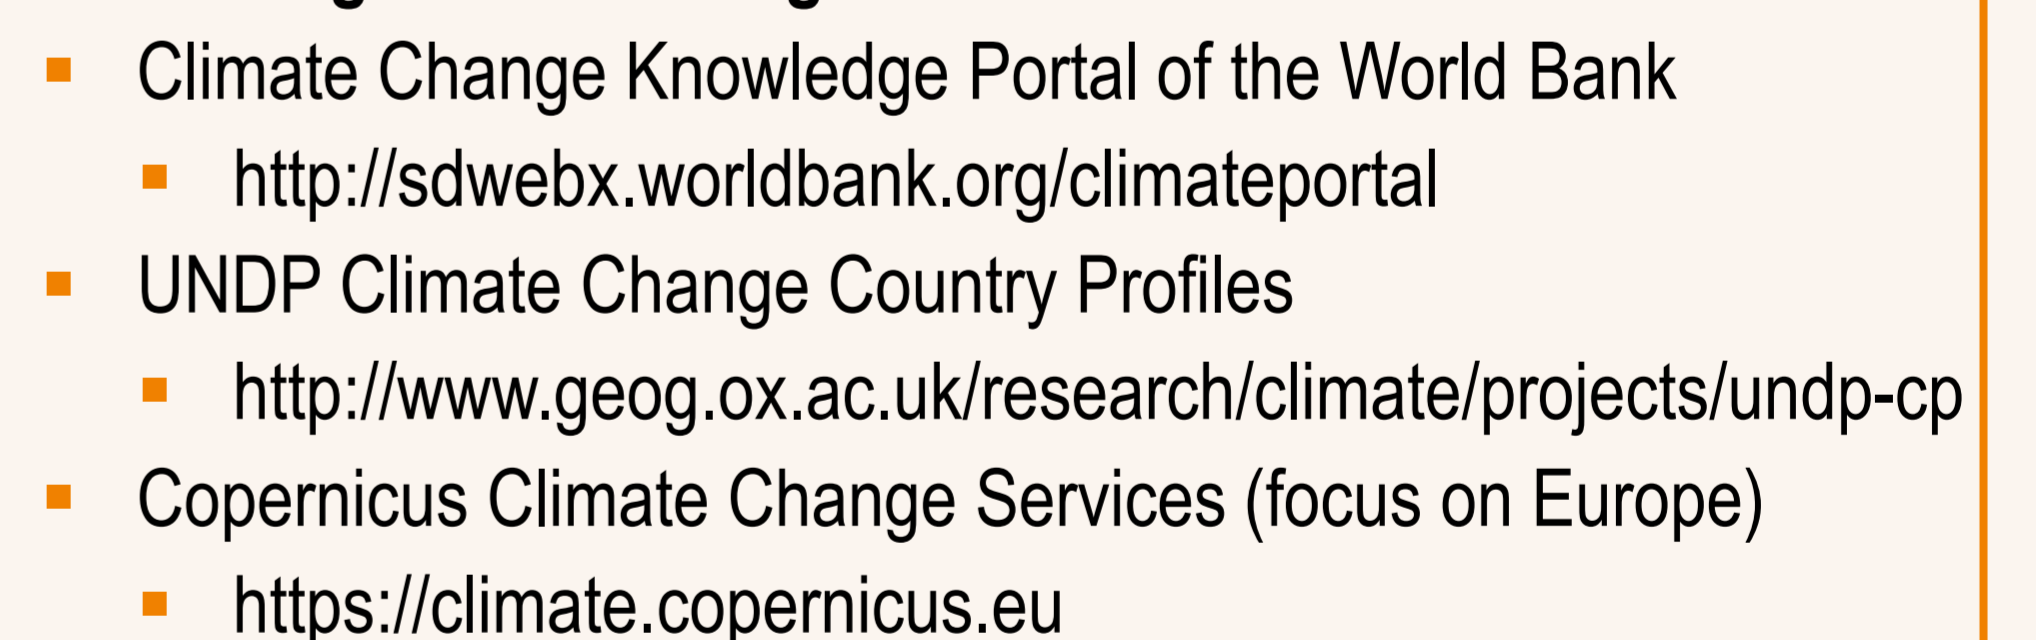 Climate Change Knowledge Portal of the World Bank
http://sdwebx.worldbank.org/climateportal
UNDP Climate Change Country Profiles
http://www.geog.ox.ac.uk/research/climate/projects/undp-cp
Copernicus Climate Change Services (focus on Europe)
https://climate.copernicus.eu